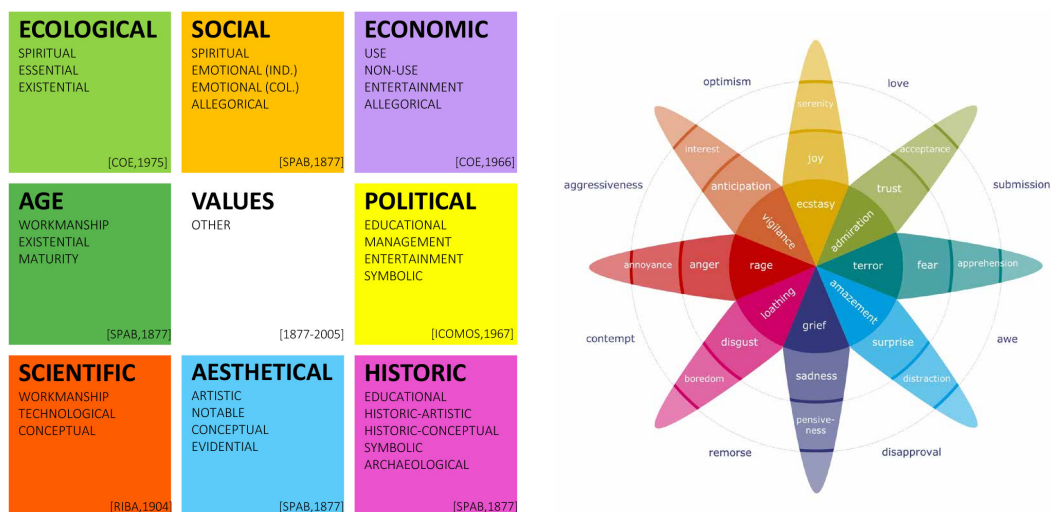 ECOLOGICAL
SPIRITUAL
ESSENTIAL
EXISTENTIAL
[COE,1975]
SOCIAL
SPIRITUAL
EMOTIONAL (IND.)
EMOTIONAL (COL.)
ALLEGORICAL
[SPAB,1877]
ECONOMIC
USE
NON-USE
ENTERTAINMENT
ALLEGORICAL
[COE,1966]
AGE
WORKMANSHIP
EXISTENTIAL
MATURITY
[SPAB,1877]
VALUES
OTHER
[1877-2005]
POLITICAL
EDUCATIONAL
MANAGEMENT
ENTERTAINMENT
SYMBOLIC
[ICOMOS,1967]
SCIENTIFIC
WORKMANSHIP
TECHNOLOGICAL
CONCEPTUAL
[RIBA,1904]
AESTHETICAL
ARTISTIC
NOTABLE
CONCEPTUAL
EVIDENTIAL
[SPAB,1877]
HISTORIC
EDUCATIONAL
HISTORIC-ARTISTIC
HISTORIC-CONCEPTUAL
SYMBOLIC
ARCHAEOLOGICAL
[SPAB,1877]
optimism
love
serenity
interest
acceptance
joy
anticipation
trust
aggressiveness
submission
ecstasy
vigilance
admiration
annoyance
anger
rage
terror
fear
apprehension
loathing
amazement
grief
contempt
awe
disgust
surprise
boredom
sadness
distraction
pensive-
ness
remorse
disapproval